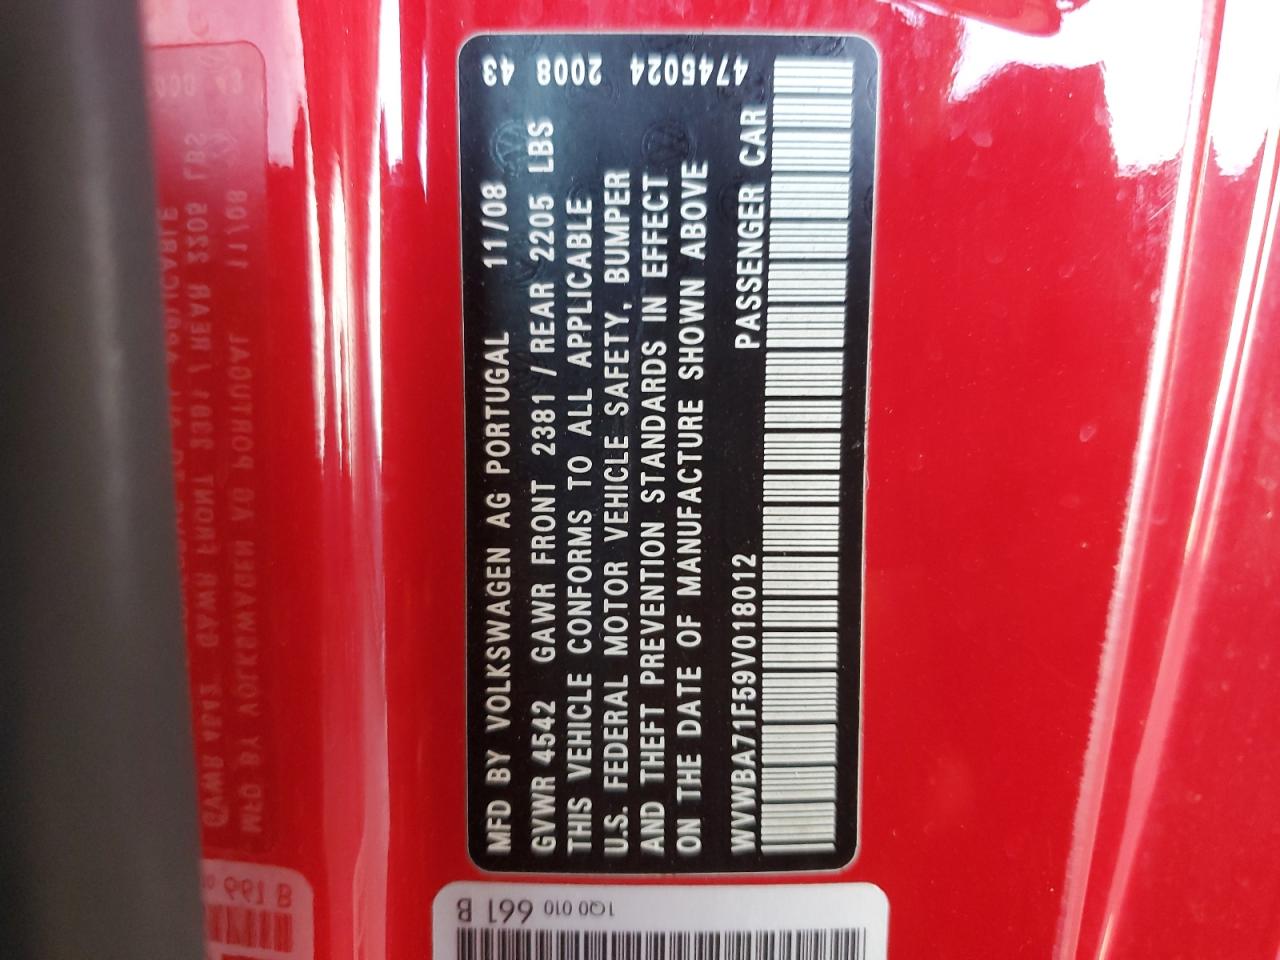 MFD BY VOLKSWAGEN AG PORTUGAL 11/08
GVWR 4542 GAWR FRONT 2381 / REAR 2205 LBS
THIS VEHICLE CONFORMS TO ALL APPLICABLE
U.S. FEDERAL MOTOR VEHICLE SAFETY, BUMPER
AND THEFT PREVENTION STANDARDS IN EFFECT
ON THE DATE OF MANUFACTURE SHOWN ABOVE
WVWBA71F59V018012 PASSENGER CAR
43 2008 4745024
1Q0 010 661 B